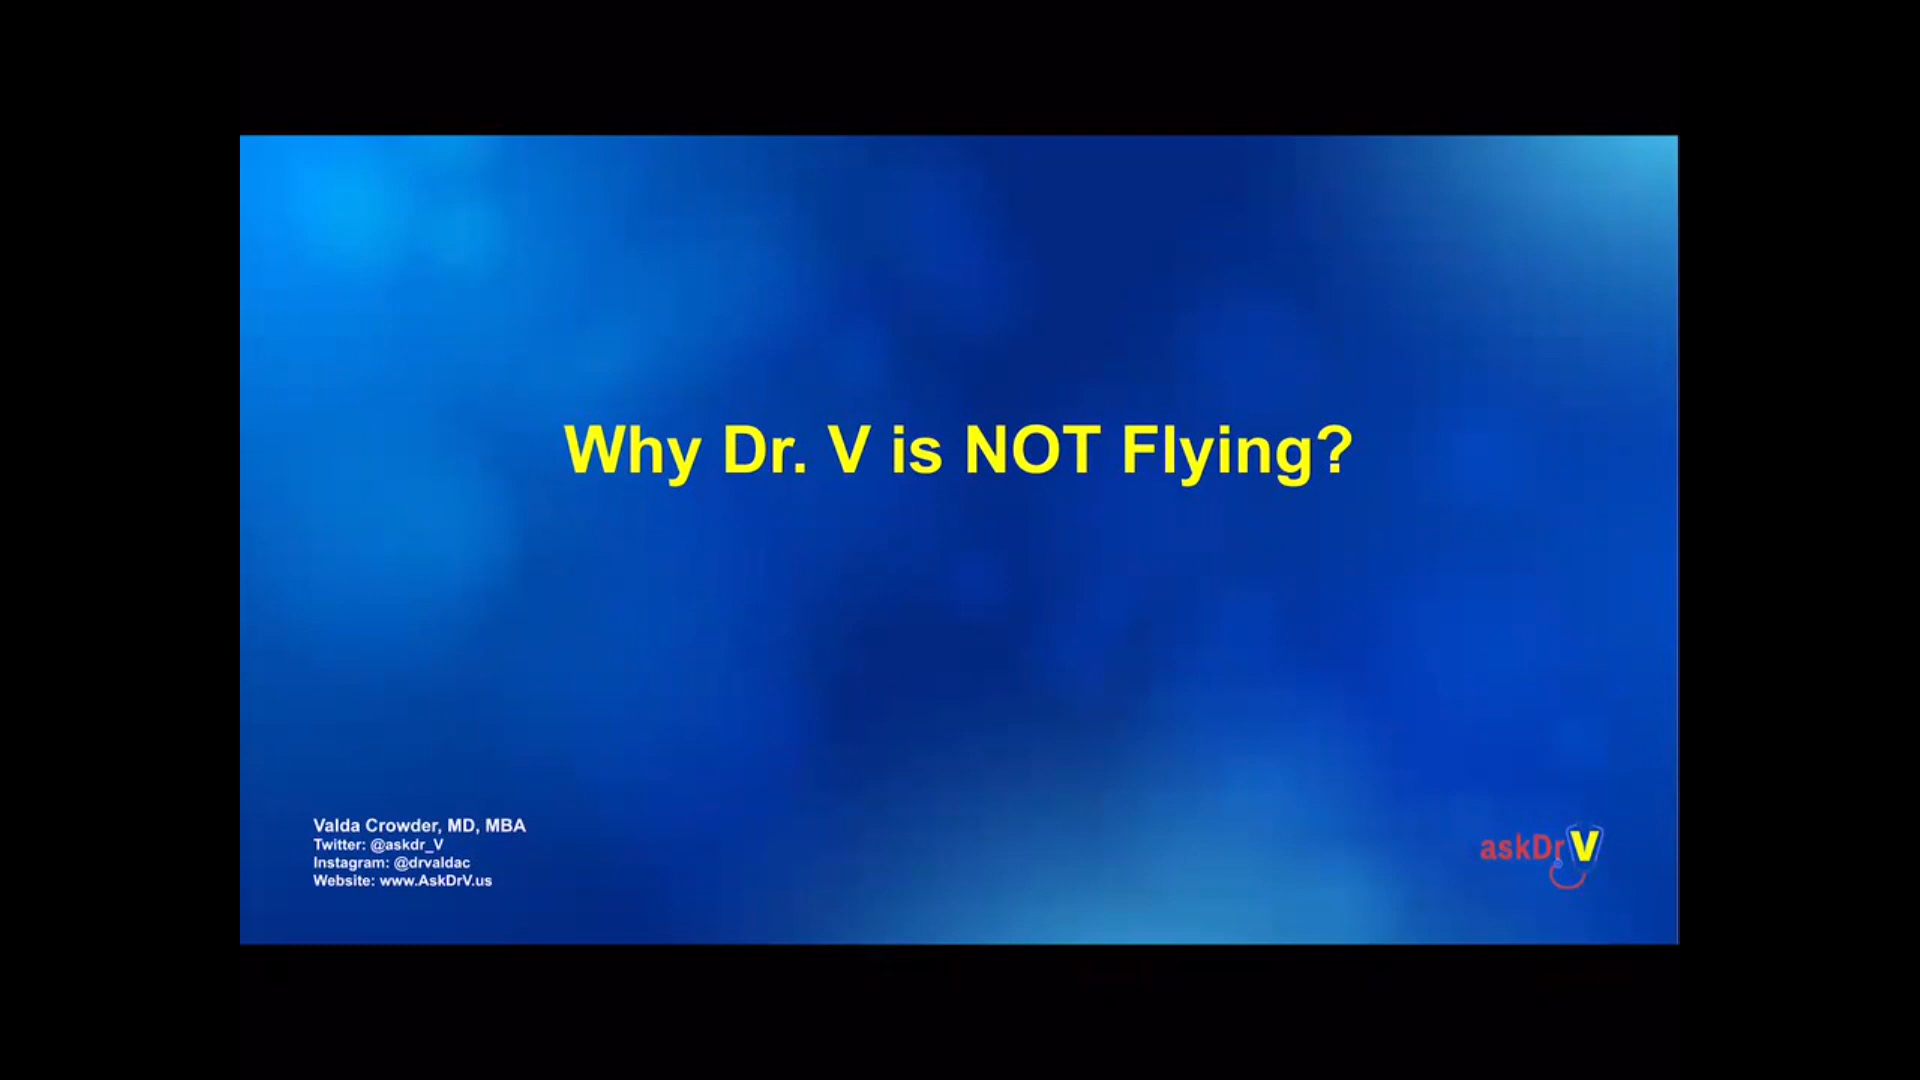 Why Dr. V is NOT Flying?
Valda Crowder, MD, MBA
Twitter: @askdr_V
Instagram: @drvaldac
Website: www.AskDrV.us
askDrV